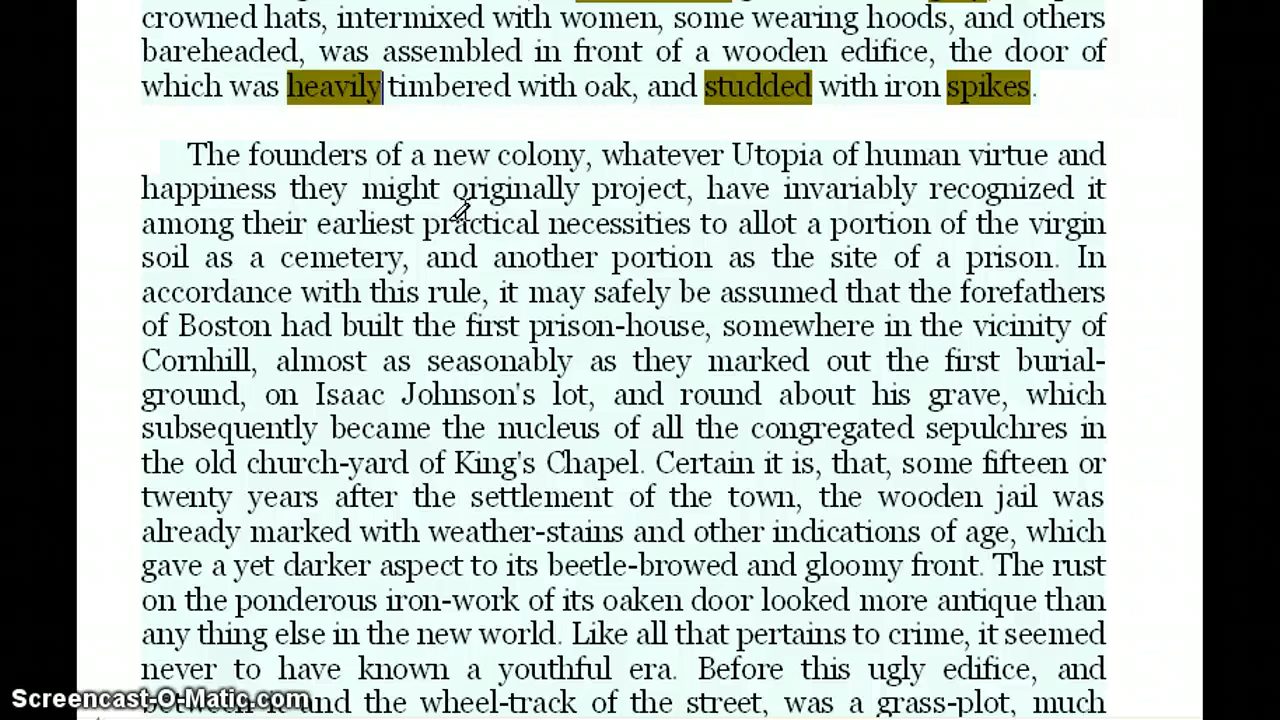 crowned hats, intermixed with women, some wearing hoods, and others
bareheaded, was assembled in front of a wooden edifice, the door of
which was heavily timbered with oak, and studded with iron spikes.
The founders of a new colony, whatever Utopia of human virtue and
happiness they might originally project, have invariably recognized it
among their earliest practical necessities to allot a portion of the virgin
soil as a cemetery, and another portion as the site of a prison. In
accordance with this rule, it may safely be assumed that the forefathers
of Boston had built the first prison-house, somewhere in the vicinity of
Cornhill, almost as seasonably as they marked out the first burial-
ground, on Isaac Johnson's lot, and round about his grave, which
subsequently became the nucleus of all the congregated sepulchres in
the old church-yard of King's Chapel. Certain it is, that, some fifteen or
twenty years after the settlement of the town, the wooden jail was
already marked with weather-stains and other indications of age, which
gave a yet darker aspect to its beetle-browed and gloomy front. The rust
on the ponderous iron-work of its oaken door looked more antique than
any thing else in the new world. Like all that pertains to crime, it seemed
never to have known a youthful era. Before this ugly edifice, and
and the wheel-track of the street, was a grass-plot, much
Screencast-O-Matic.com